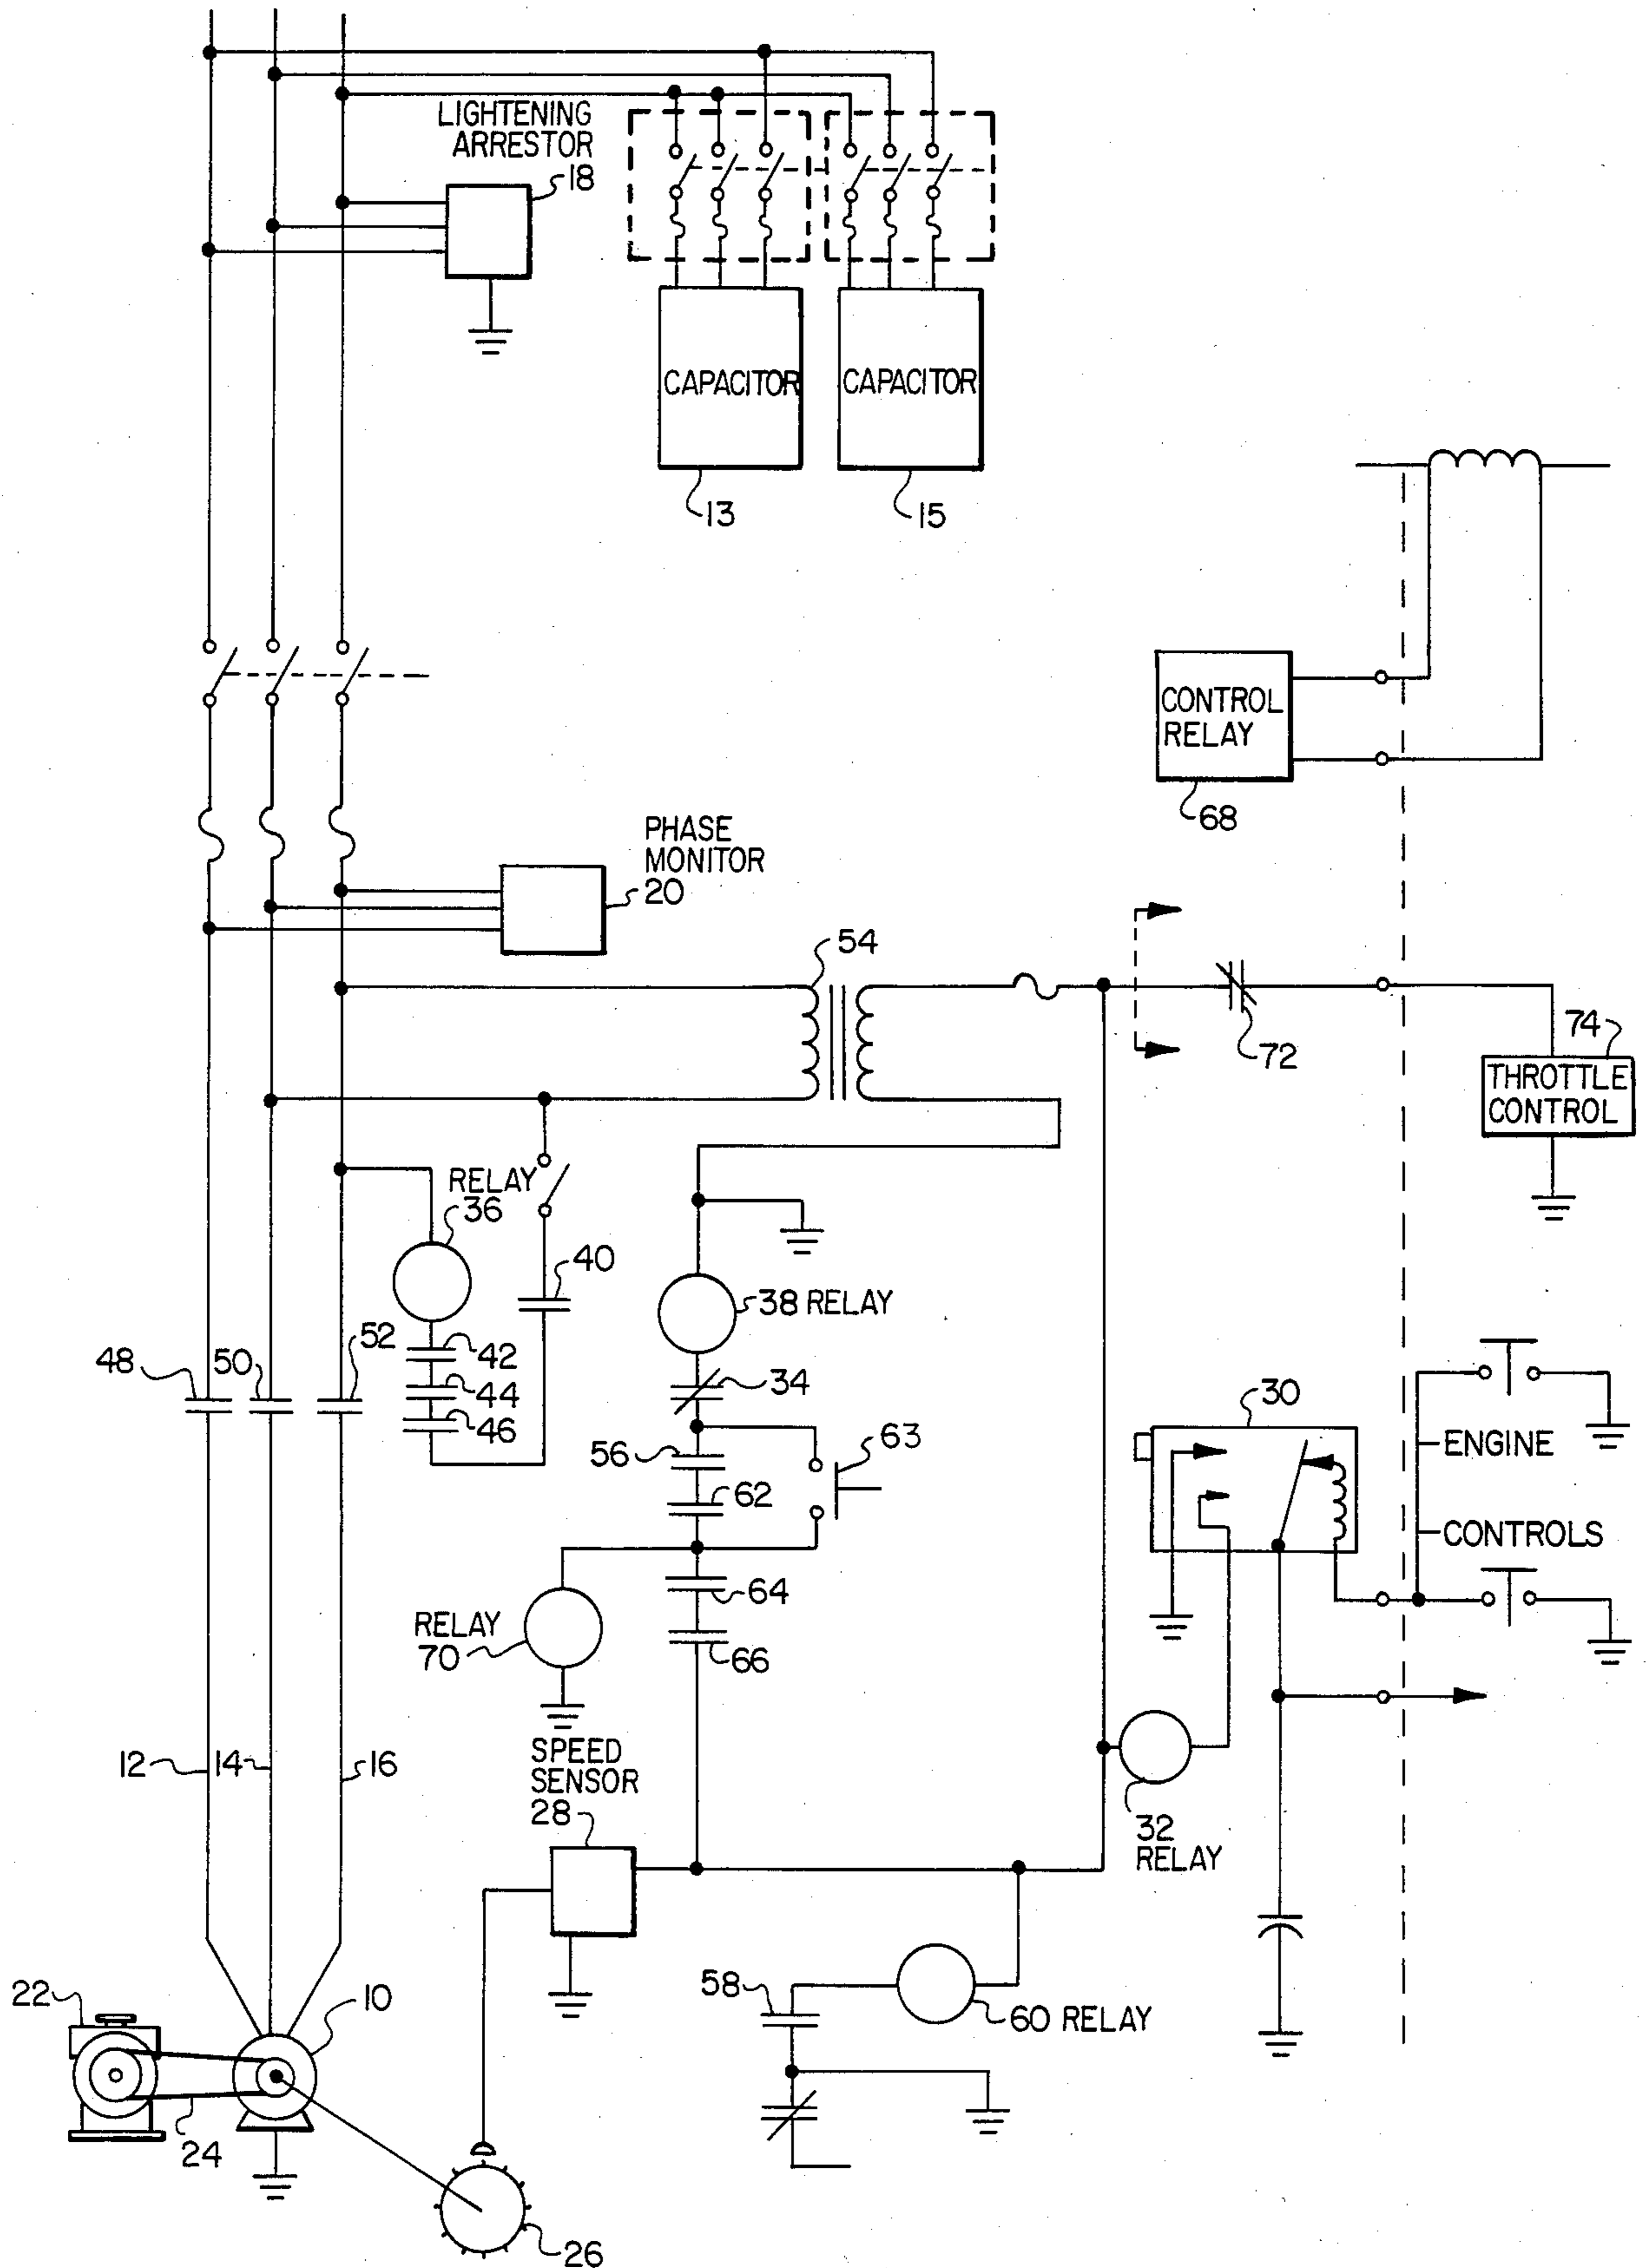 LIGHTENING
ARRESTOR
18
CAPACITOR
CAPACITOR
13
15
CONTROL
RELAY
68
PHASE
MONITOR
20
54
72
74
THROTTLE
CONTROL
RELAY
36
40
38 RELAY
48
50
52
42
44
46
34
30
56
63
62
ENGINE
CONTROLS
64
RELAY
70
66
12
14
16
SPEED
SENSOR
28
32
RELAY
22
10
58
60 RELAY
24
26